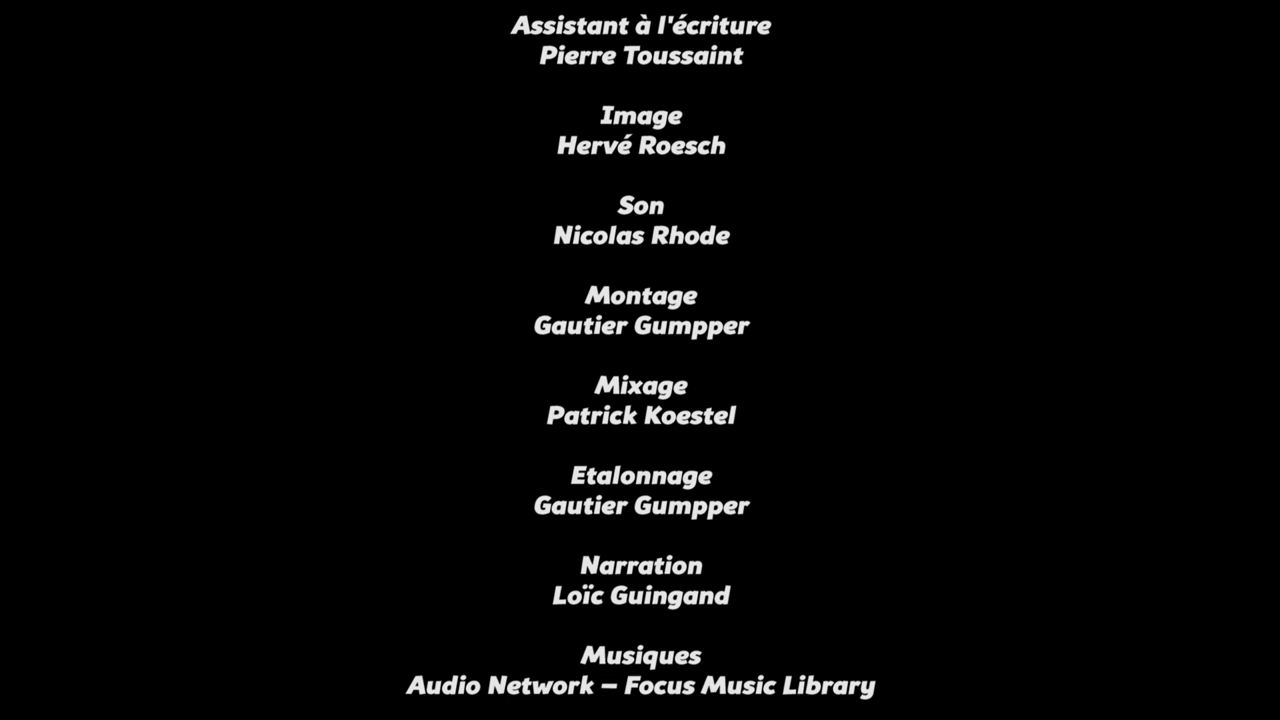 Assistant à l'écriture
Pierre Toussaint
Image
Hervé Roesch
Son
Nicolas Rhode
Montage
Gautier Gumpper
Mixage
Patrick Koestel
Etalonnage
Gautier Gumpper
Narration
Loïc Guingand
Musiques
Audio Network – Focus Music Library